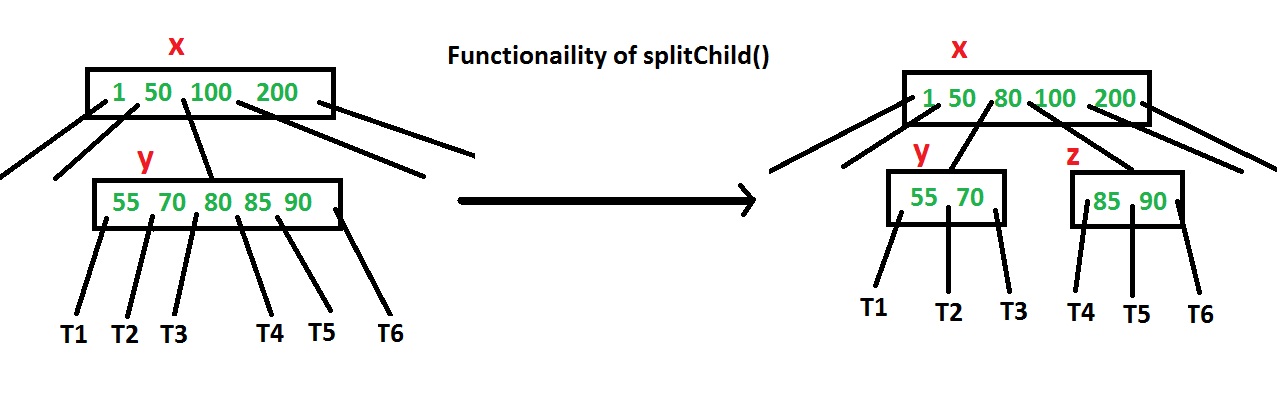 Functionaility of splitChild()
x
1 50 100 200
y
55 70 80 85 90
T1 T2 T3 T4 T5 T6
x
1 50 80 100 200
y z
55 70 85 90
T1 T2 T3 T4 T5 T6